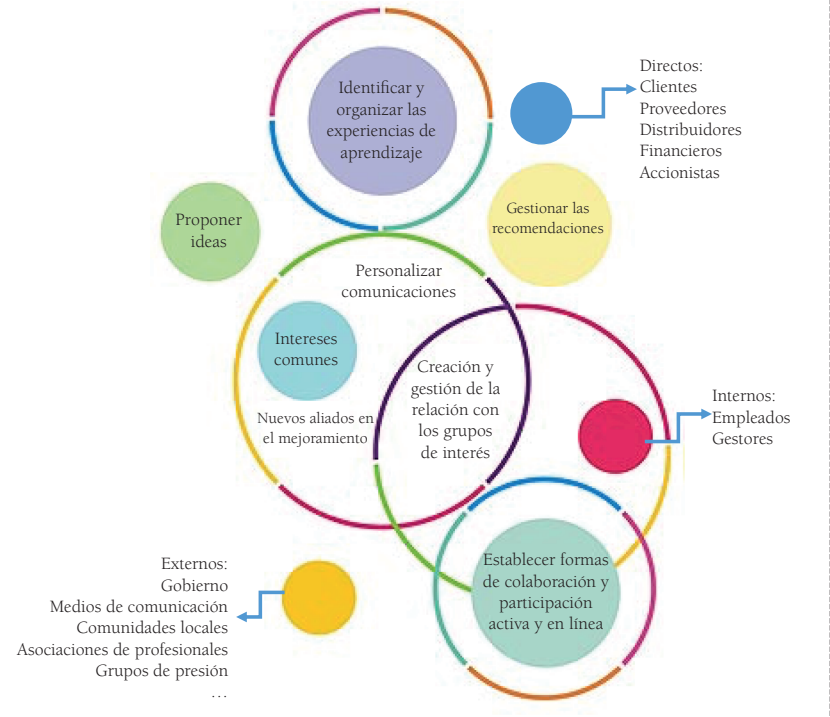 Identificar y
organizar las
experiencias de
aprendizaje
Directos:
Clientes
Proveedores
Distribuidores
Financieros
Accionistas
Proponer
ideas
Gestionar las
recomendaciones
Personalizar
comunicaciones
Intereses
comunes
Creación y
gestión de la
relación con
los grupos
de interés
Nuevos aliados en
el mejoramiento
Internos:
Empleados
Gestores
Externos:
Gobierno
Medios de comunicación
Comunidades locales
Asociaciones de profesionales
Grupos de presión
…
Establecer formas
de colaboración y
participación
activa y en línea